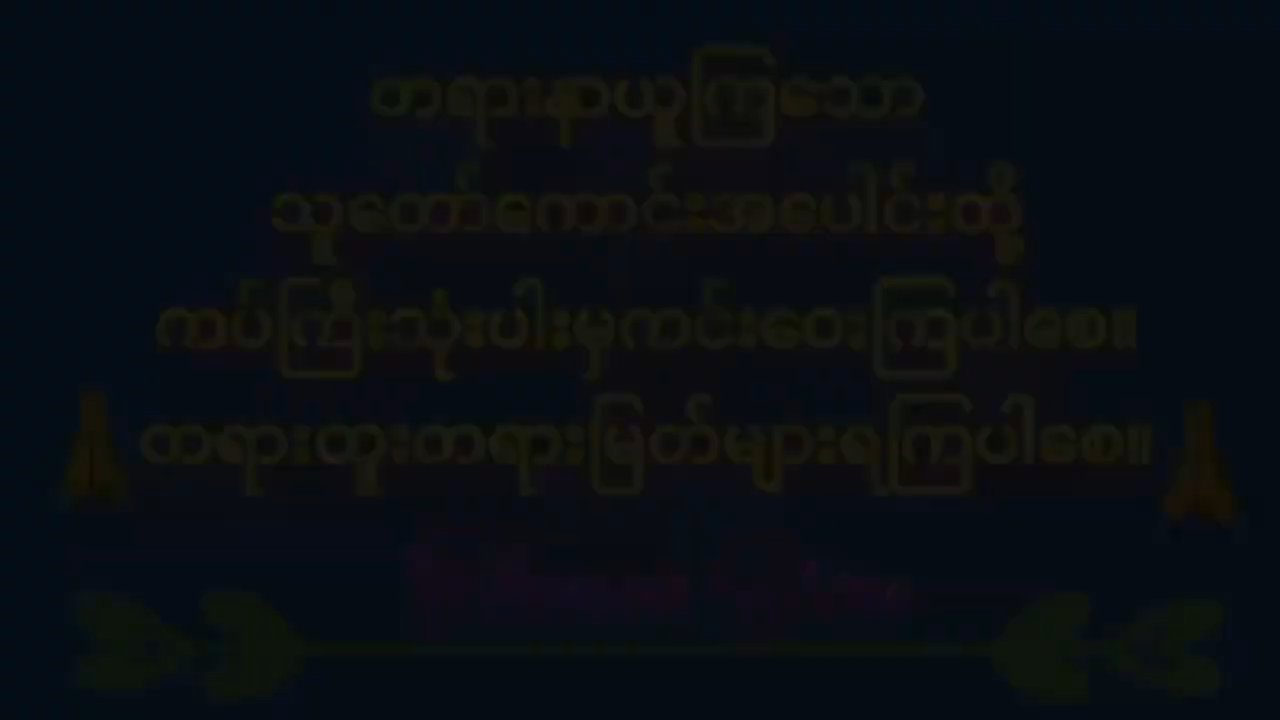 တရားနာယူကြသော
သူတော်ကောင်းအပေါင်းတို့
ကပ်ကြီးသုံးပါးမှကင်းဝေးကြပါစေ။
တရားထူးတရားမြတ်များရကြပါစေ။